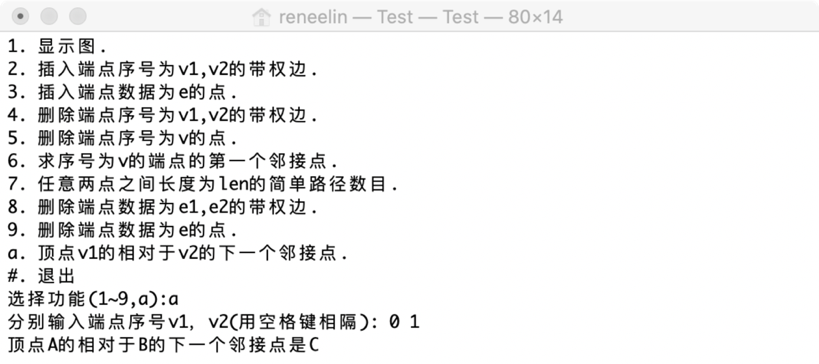 reneelin — Test — Test — 80×14
1. 显示图.
2. 插入端点序号为v1,v2的带权边.
3. 插入端点数据为e的点.
4. 删除端点序号为v1,v2的带权边.
5. 删除端点序号为v的点.
6. 求序号为v的端点的第一个邻接点.
7. 任意两点之间长度为len的简单路径数目.
8. 删除端点数据为e1,e2的带权边.
9. 删除端点数据为e的点.
a. 顶点v1的相对于v2的下一个邻接点.
#. 退出
选择功能(1~9,a):a
分别输入端点序号v1, v2(用空格键相隔): 0 1
顶点A的相对于B的下一个邻接点是C